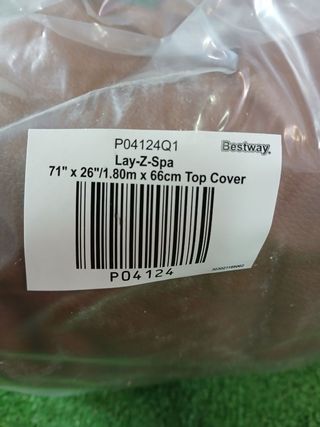 P04124Q1
Bestway
Lay-Z-Spa
71" x 26"/1.80m x 66cm Top Cover
P04124